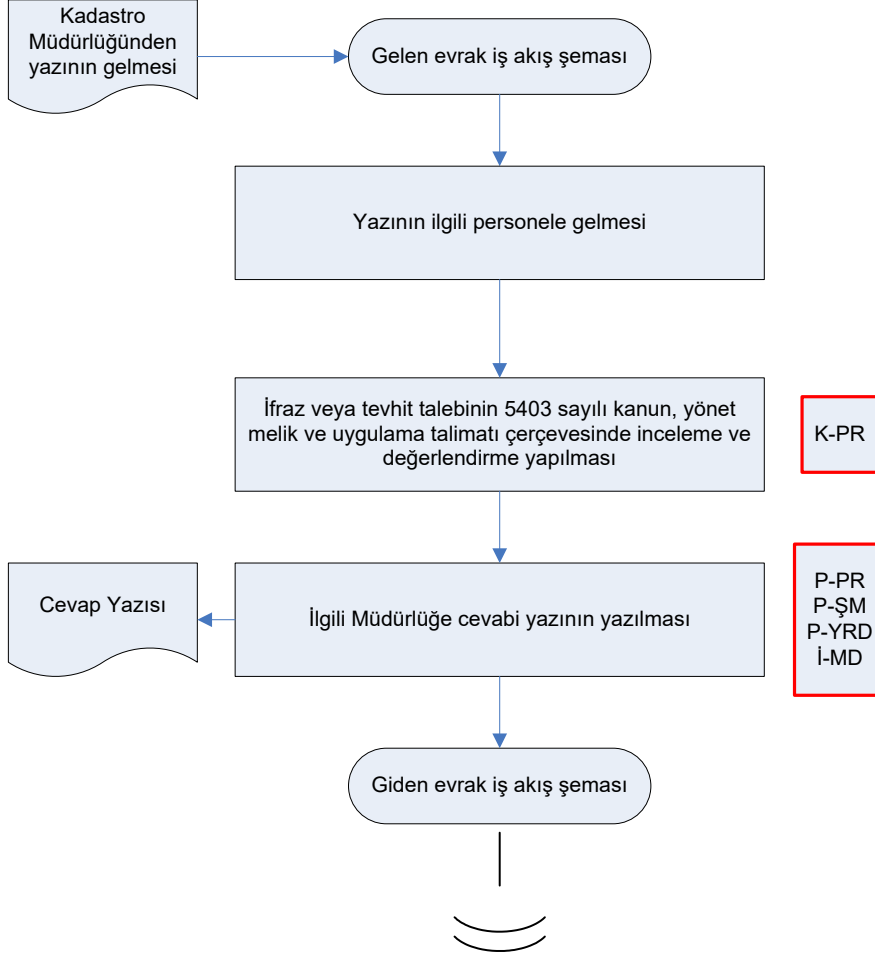 Kadastro
Müdürlüğünden
yazının gelmesi
Gelen evrak iş akış şeması
Yazının ilgili personele gelmesi
İfraz veya tevhit talebinin 5403 sayılı kanun, yönet
melik ve uygulama talimatı çerçevesinde inceleme ve
değerlendirme yapılması
K-PR
Cevap Yazısı
İlgili Müdürlüğe cevabi yazının yazılması
P-PR
P-ŞM
P-YRD
İ-MD
Giden evrak iş akış şeması